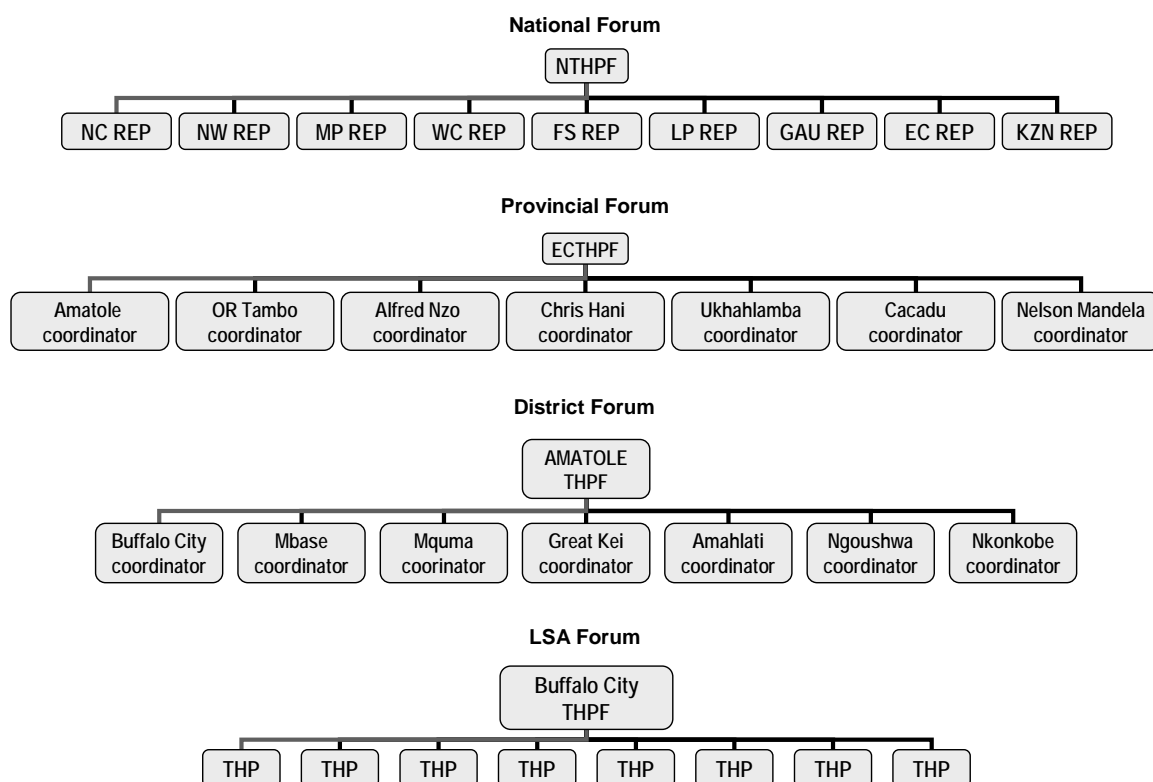 National Forum
NTHPF
NC REP NW REP MP REP WC REP FS REP LP REP GAU REP EC REP KZN REP
Provincial Forum
ECTHPF
Amatole OR Tambo Alfred Nzo Chris Hani Ukhahlamba Cacadu Nelson Mandela
coordinator coordinator coordinator coordinator coordinator coordinator coordinator
District Forum
AMATOLE
THPF
Buffalo City Mbase Mquma Great Kei Amahlati Ngoushwa Nkonkobe
coordinator coordinator coorinator coordinator coordinator coordinator coordinator
LSA Forum
Buffalo City
THPF
THP THP THP THP THP THP THP THP